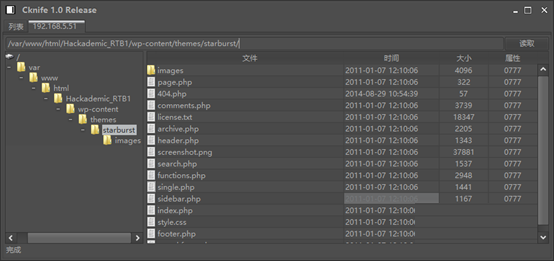 Cknife 1.0 Release
列表 192.168.5.51
/var/www/html/Hackademic_RTB1/wp-content/themes/starburst/ 读取
/
var
www
html
Hackademic_RTB1
wp-content
themes
starburst
images
文件 时间 大小 属性
images 2011-01-07 12:10:06 4096 0777
page.php 2011-01-07 12:10:06 322 0777
404.php 2014-08-29 10:54:39 57 0777
comments.php 2011-01-07 12:10:06 3739 0777
license.txt 2011-01-07 12:10:06 18347 0777
archive.php 2011-01-07 12:10:06 2205 0777
header.php 2011-01-07 12:10:06 1343 0777
screenshot.png 2011-01-07 12:10:06 37881 0777
search.php 2011-01-07 12:10:06 1537 0777
functions.php 2011-01-07 12:10:06 2948 0777
single.php 2011-01-07 12:10:06 1441 0777
sidebar.php 2011-01-07 12:10:06 1167 0777
index.php 2011-01-07 12:10:06
style.css 2011-01-07 12:10:06
footer.php 2011-01-07 12:10:06
完成